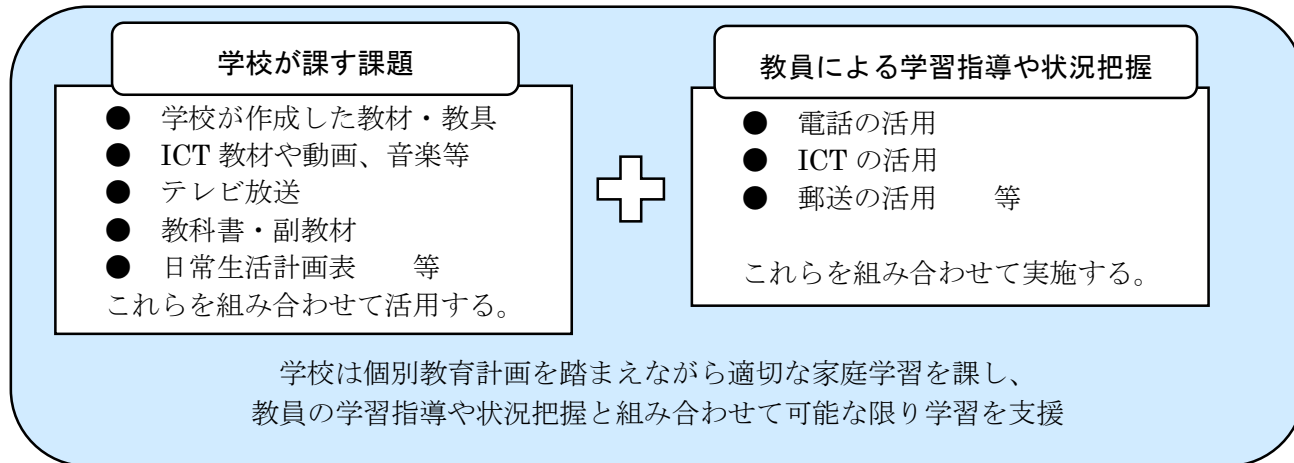 学校が課す課題
● 学校が作成した教材・教具
● ICT 教材や動画、音楽等
● テレビ放送
● 教科書・副教材
● 日常生活計画表　　等
これらを組み合わせて活用する。
教員による学習指導や状況把握
● 電話の活用
● ICT の活用
● 郵送の活用　　等
これらを組み合わせて実施する。
学校は個別教育計画を踏まえながら適切な家庭学習を課し、
教員の学習指導や状況把握と組み合わせて可能な限り学習を支援